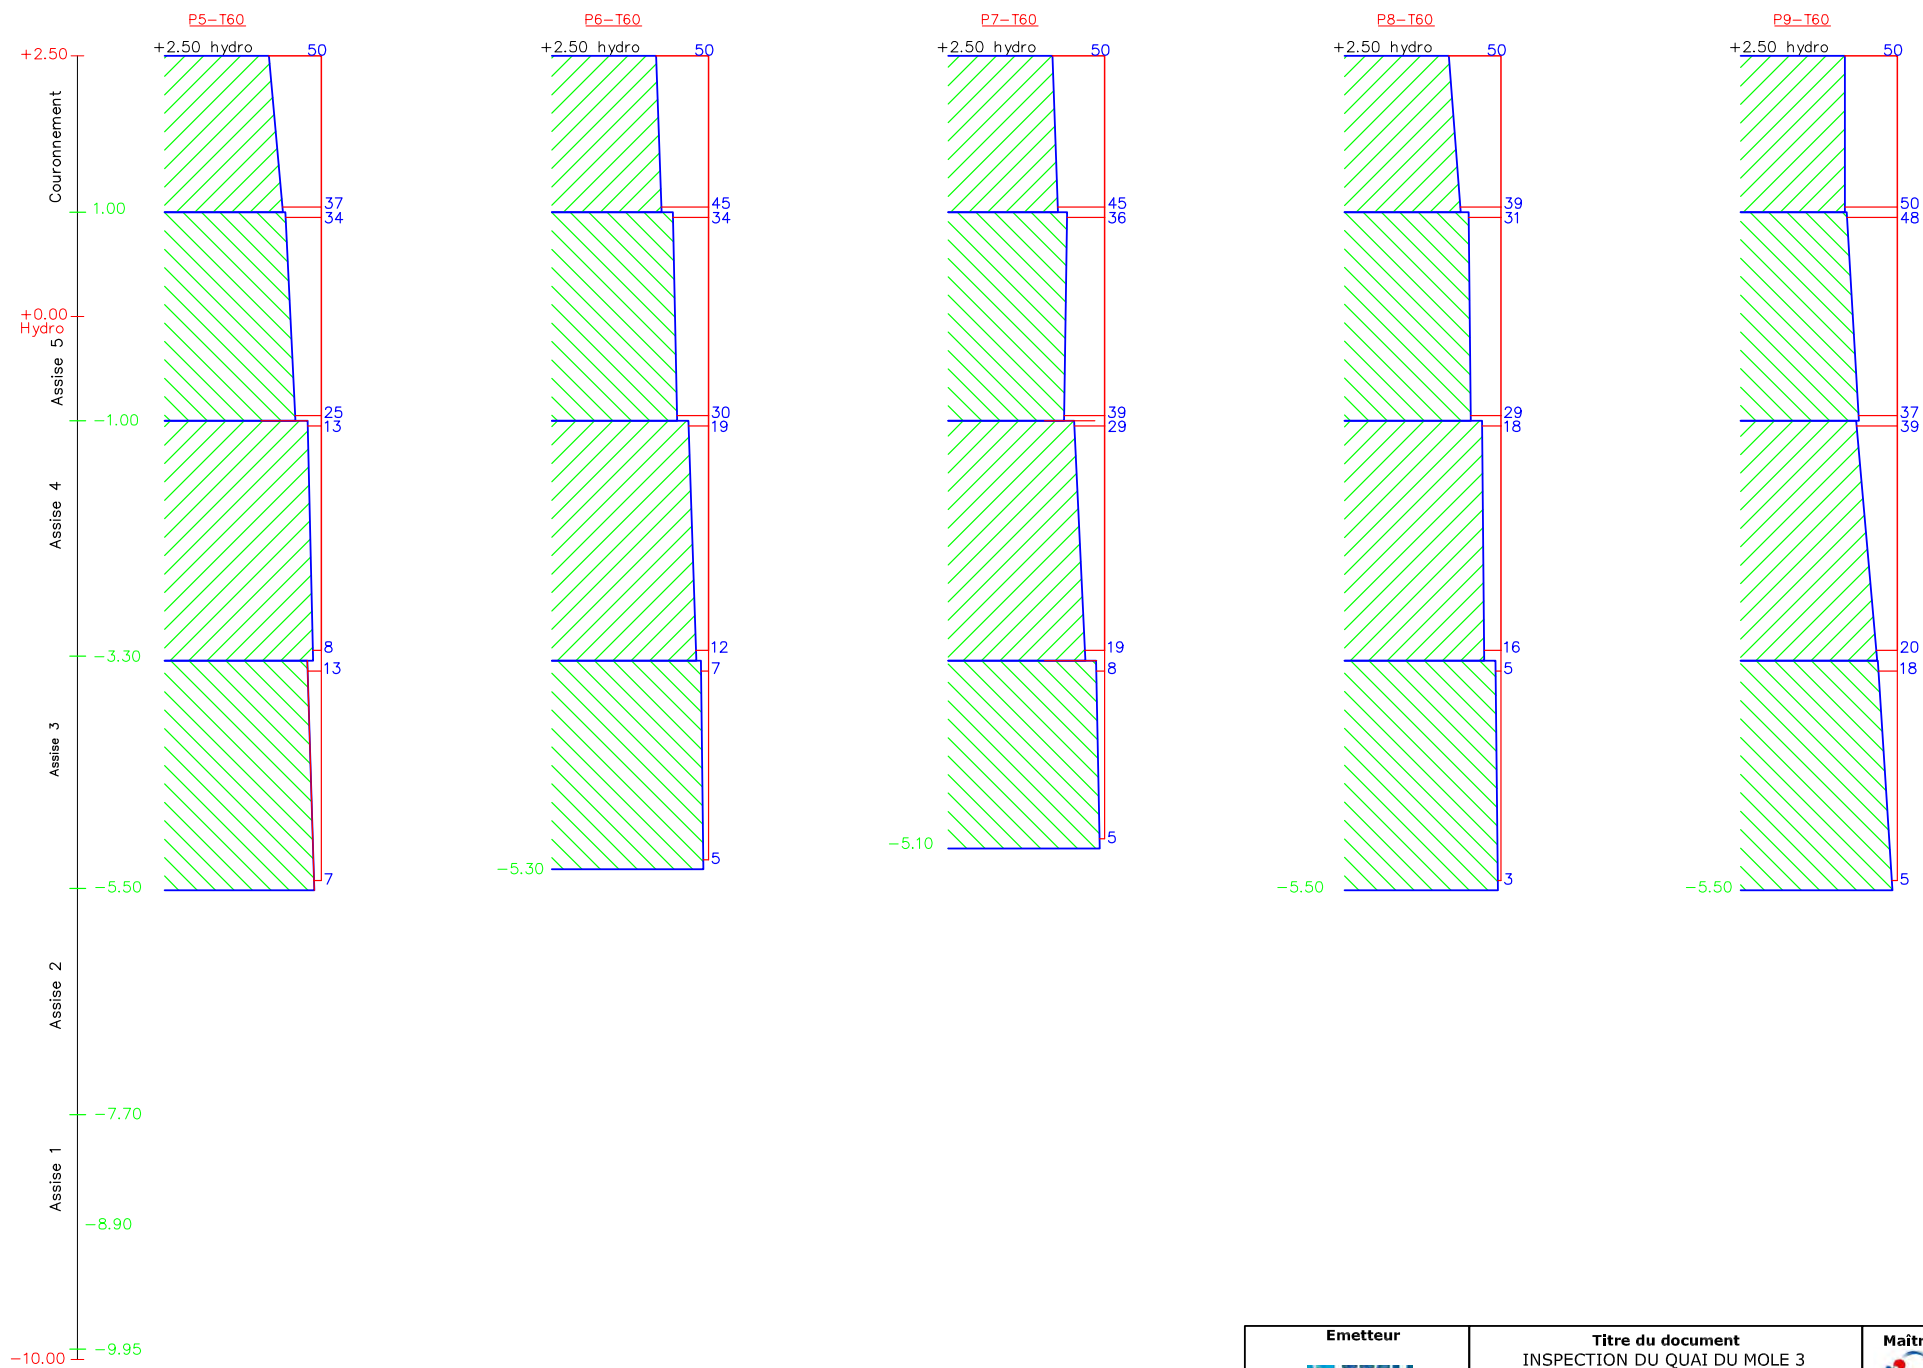 P5-T60 P6-T60 P7-T60 P8-T60 P9-T60
+2.50 +2.50 hydro 50 +2.50 hydro 50 +2.50 hydro 50 +2.50 hydro 50 +2.50 hydro 50
Couronnement
37 45 45 39 50
1.00 34 34 36 31 48
+0.00
Hydro
Assise 5
25 30 39 29 37
-1.00 13 19 29 18 39
Assise 4
8 12 19 16 20
-3.30 13 7 8 5 18
Assise 3
-5.10 5
-5.30 5
-5.50 7 -5.50 3 -5.50 5
Assise 2
-7.70
Assise 1
-8.90
-9.95
-10.00
Emetteur
Titre du document
INSPECTION DU QUAI DU MOLE 3
Maîtr